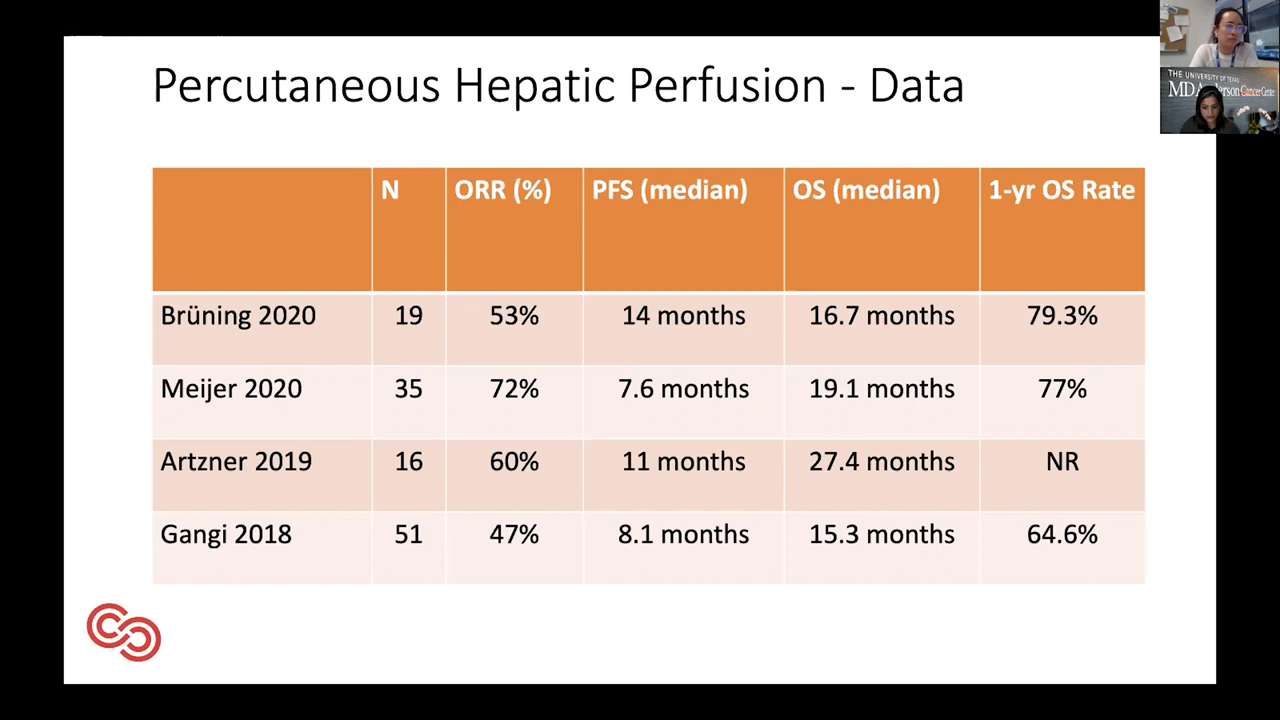 THE UNIVERSITY OF TEXAS
MD Anderson Cancer Center
Percutaneous Hepatic Perfusion - Data
N ORR (%) PFS (median) OS (median) 1-yr OS Rate
Brüning 2020 19 53% 14 months 16.7 months 79.3%
Meijer 2020 35 72% 7.6 months 19.1 months 77%
Artzner 2019 16 60% 11 months 27.4 months NR
Gangi 2018 51 47% 8.1 months 15.3 months 64.6%